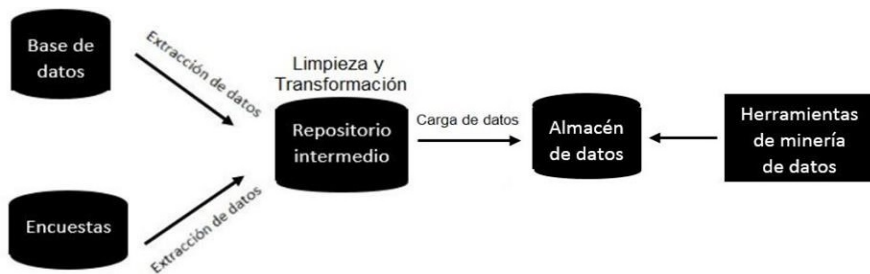 Base de
datos
Extracción de datos
Limpieza y
Transformación
Repositorio
intermedio
Carga de datos
Almacén
de datos
Herramientas
de minería
de datos
Encuestas
Extracción de datos